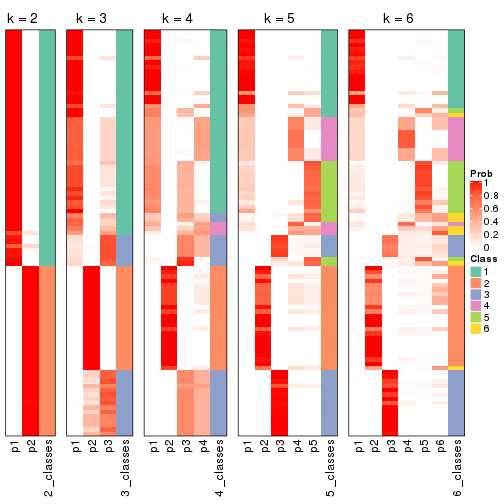 k = 2
k = 3
k = 4
k = 5
k = 6
Prob
1
0.8
0.6
0.4
0.2
0
Class
1
2
3
4
5
6
p1
p2
2_classes
p1
p2
p3
3_classes
p1
p2
p3
p4
4_classes
p1
p2
p3
p4
p5
5_classes
p1
p2
p3
p4
p5
p6
6_classes